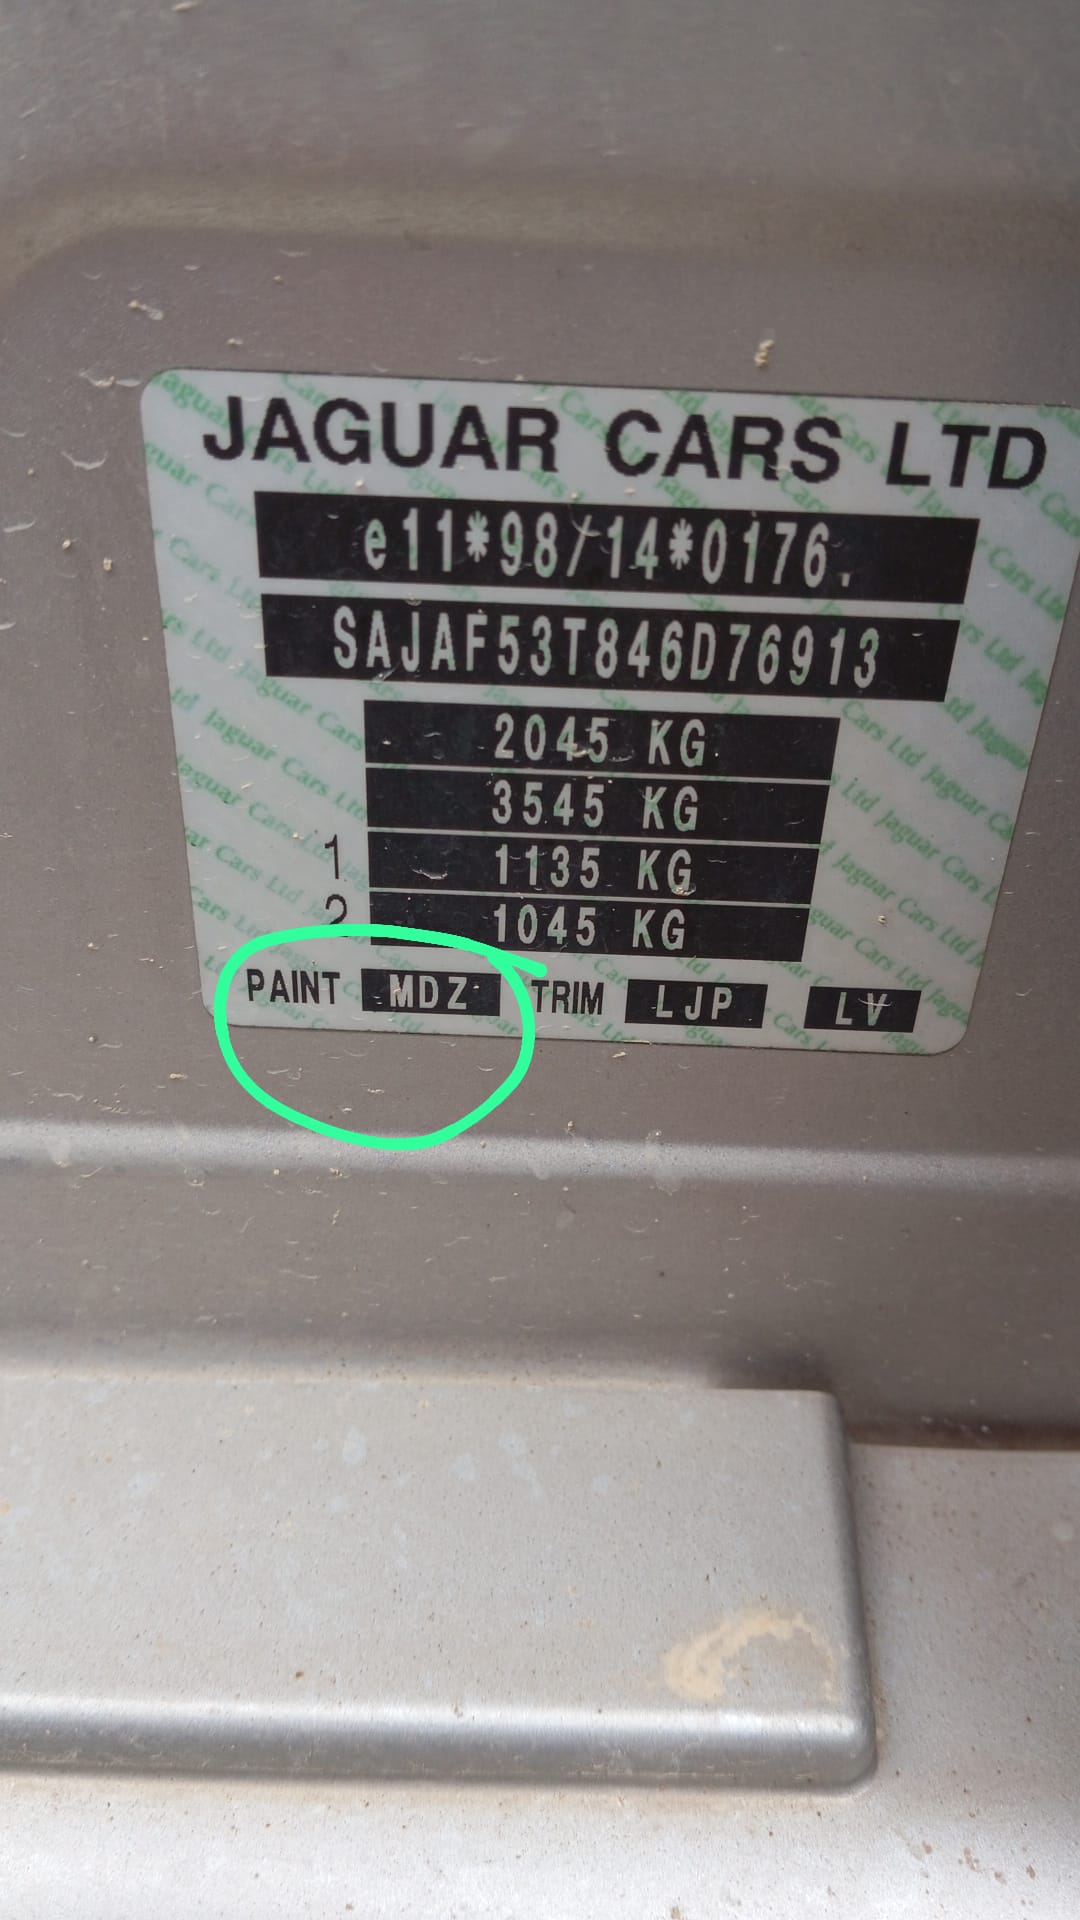 JAGUAR CARS LTD
e11*98/14*0176.
SAJAF53T846D76913
2045 KG
3545 KG
1 1135 KG
2 1045 KG
PAINT MDZ TRIM LJP LV